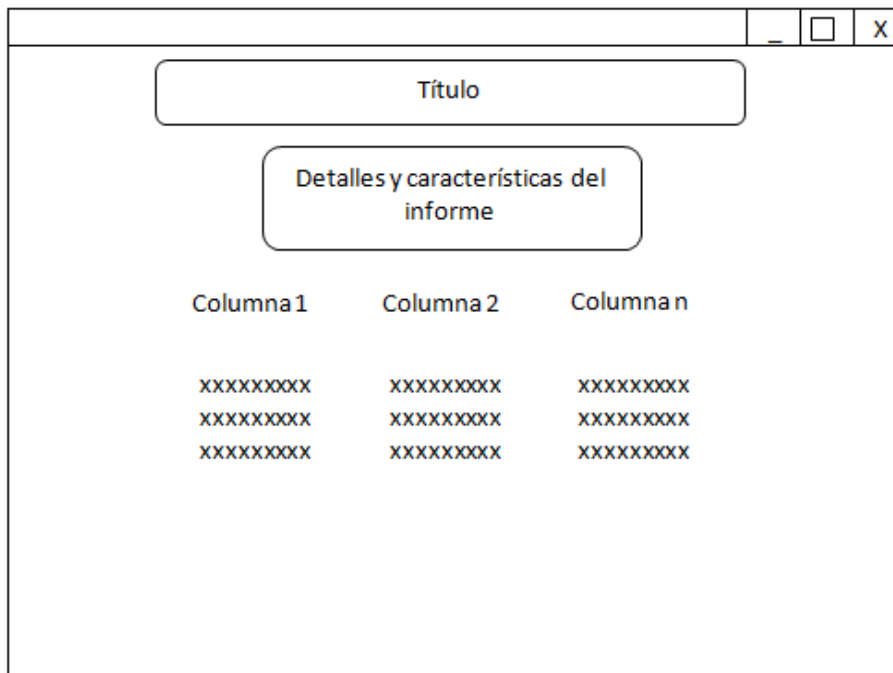 _ X
Título
Detalles y características del
informe
Columna 1 Columna 2 Columna n
xxxxxxxxx xxxxxxxxx xxxxxxxxx
xxxxxxxxx xxxxxxxxx xxxxxxxxx
xxxxxxxxx xxxxxxxxx xxxxxxxxx